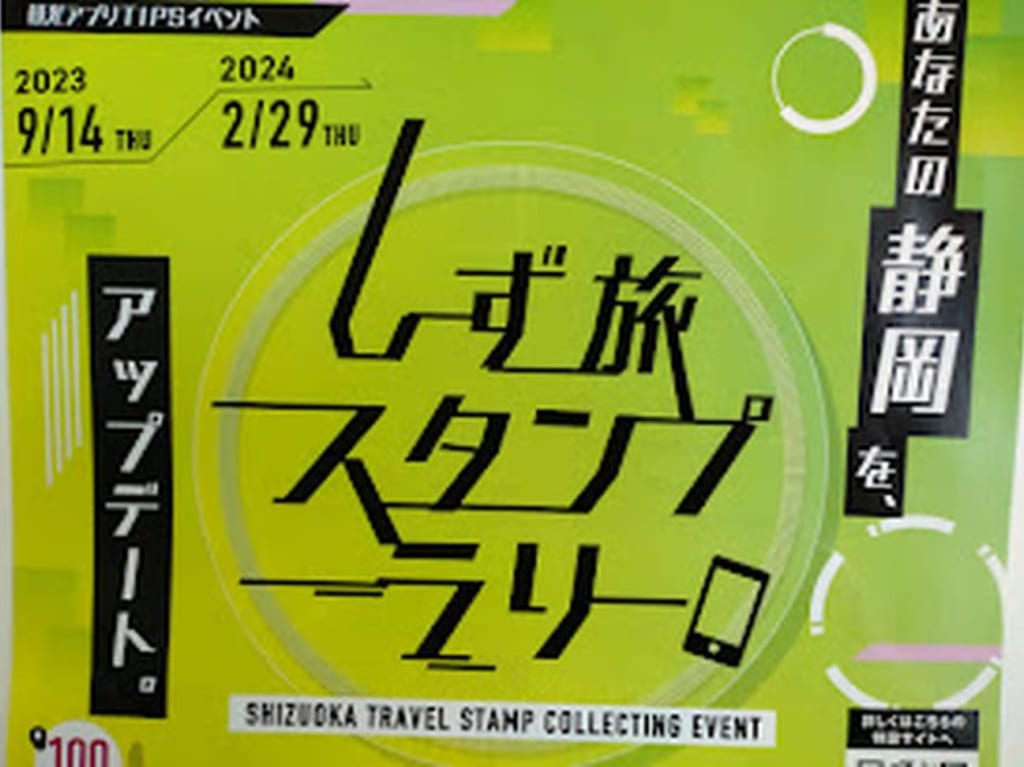 観光アプリTIPSイベント
2023
9/14 THU
2024
2/29 THU
あなたの
静岡
を、
アップデート。
しず旅
スタンプ
ラリー
SHIZUOKA TRAVEL STAMP COLLECTING EVENT
詳しくはこちらの
特設サイトへ
100